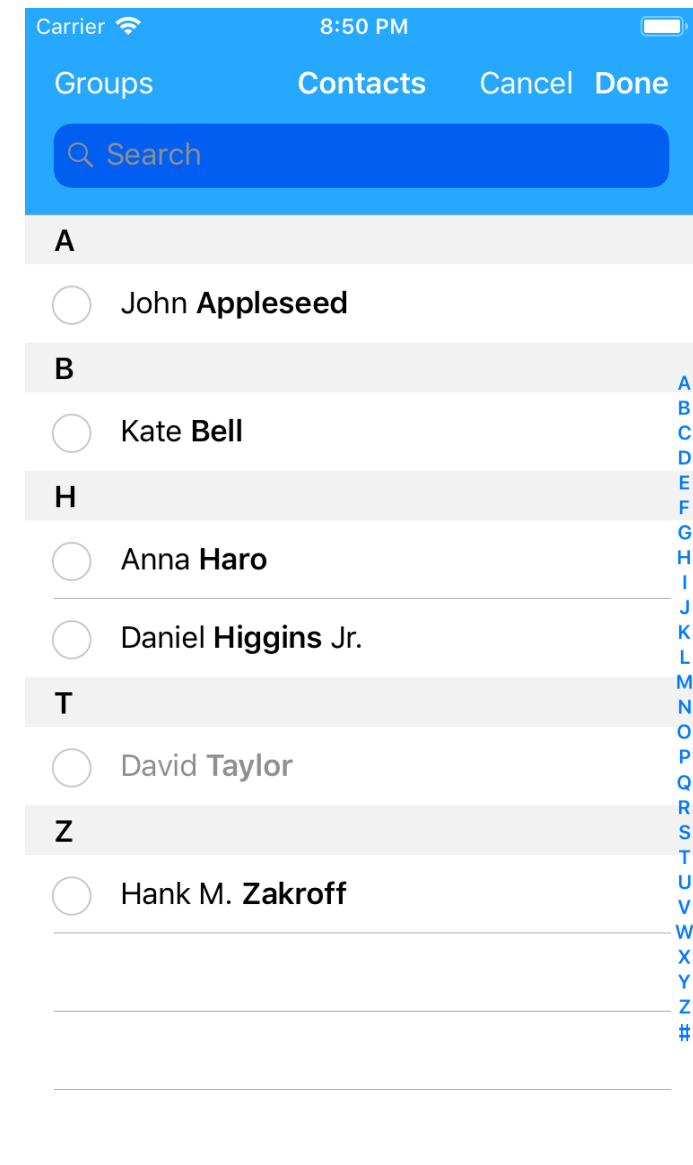 Carrier 8:50 PM
Groups Contacts Cancel Done
Search
A
John Appleseed
B
Kate Bell
H
Anna Haro
Daniel Higgins Jr.
T
David Taylor
Z
Hank M. Zakroff
A
B
C
D
E
F
G
H
I
J
K
L
M
N
O
P
Q
R
S
T
U
V
W
X
Y
Z
#